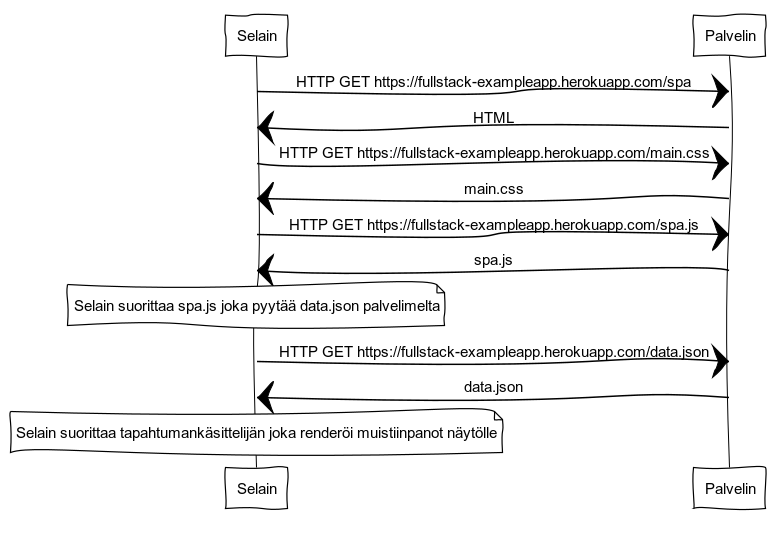 Selain Palvelin
HTTP GET https://fullstack-exampleapp.herokuapp.com/spa
HTML
HTTP GET https://fullstack-exampleapp.herokuapp.com/main.css
main.css
HTTP GET https://fullstack-exampleapp.herokuapp.com/spa.js
spa.js
Selain suorittaa spa.js joka pyytää data.json palvelimelta
HTTP GET https://fullstack-exampleapp.herokuapp.com/data.json
data.json
Selain suorittaa tapahtumankäsittelijän joka renderöi muistiinpanot näytölle
Selain Palvelin